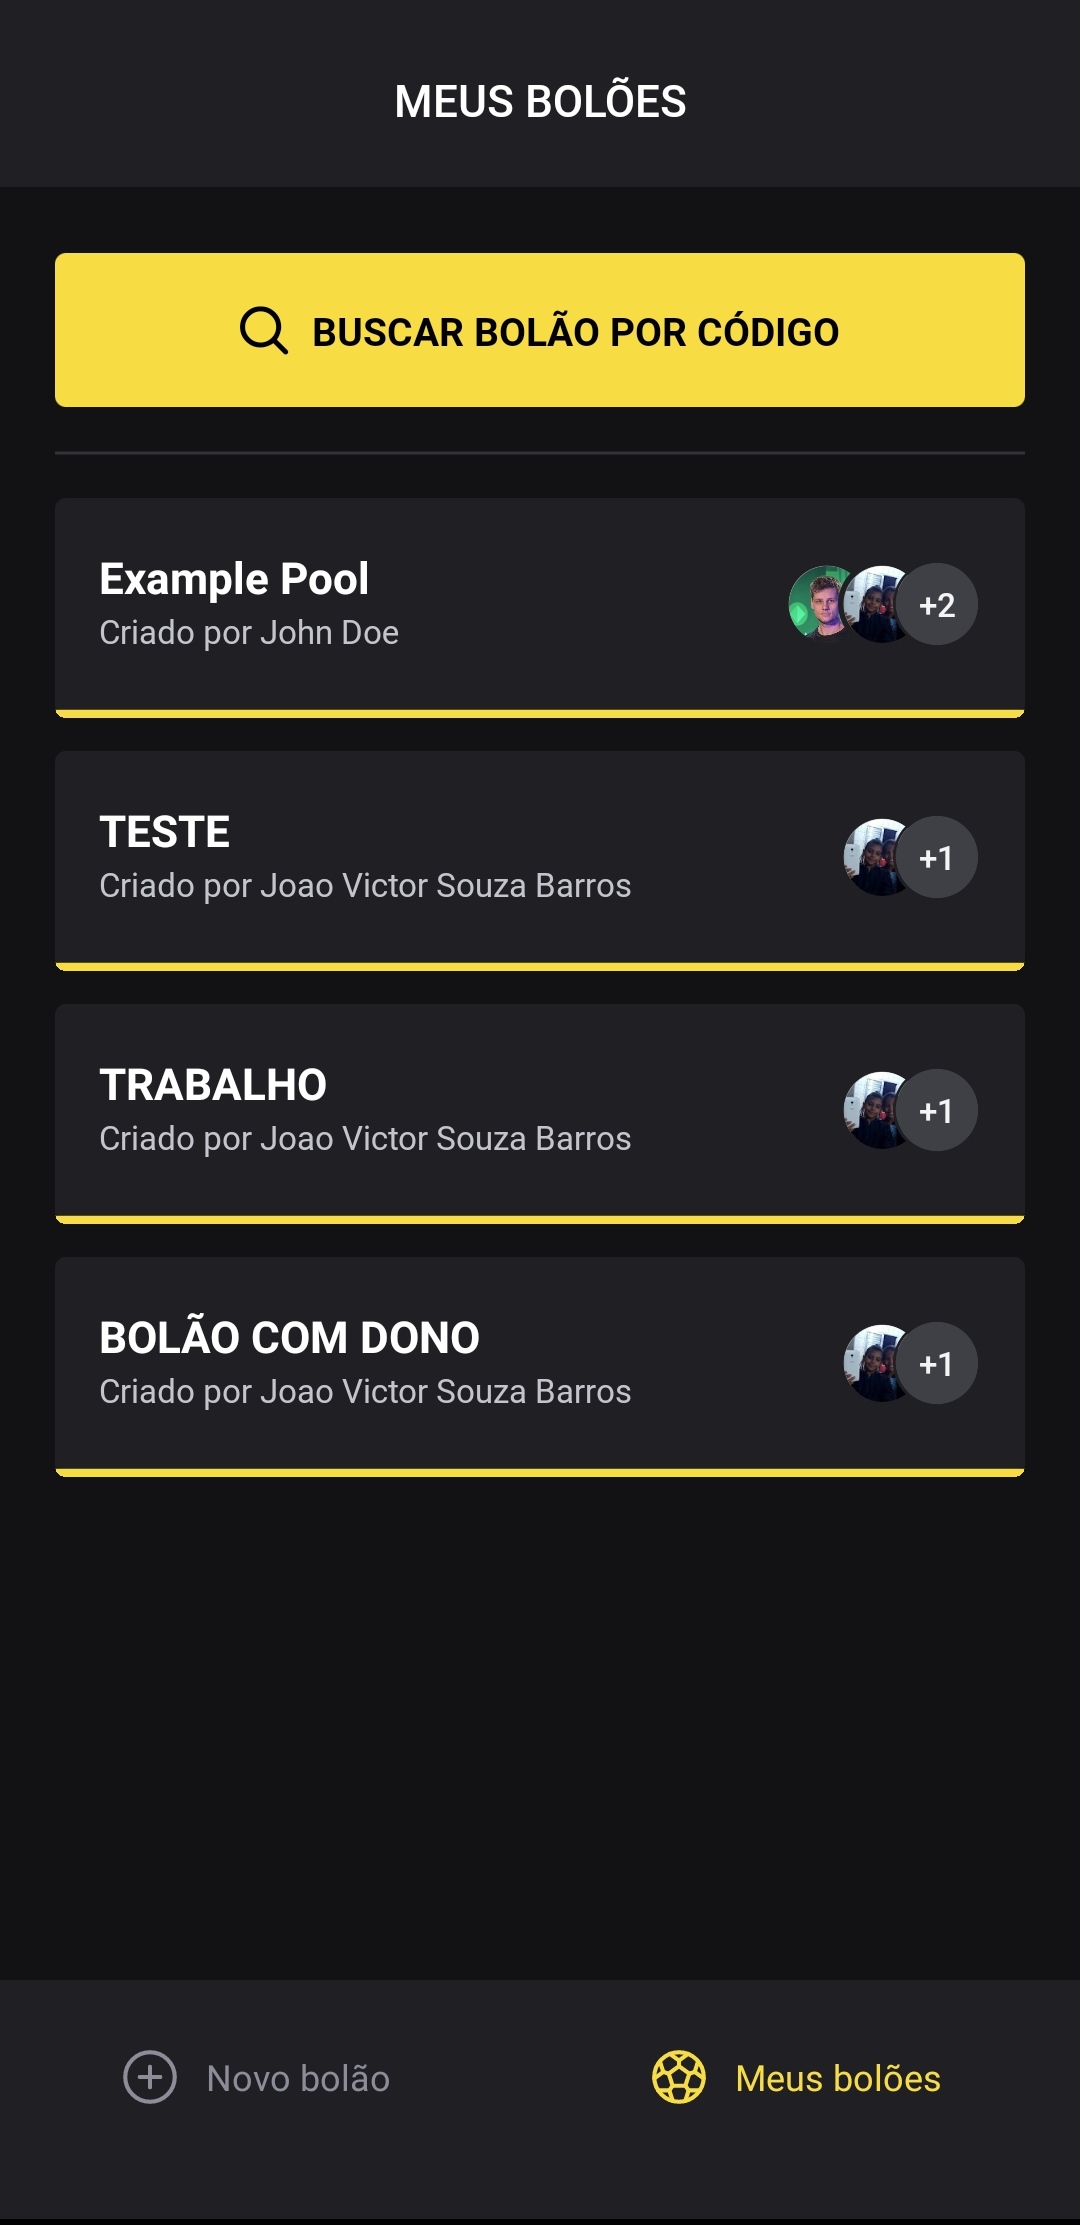 MEUS BOLÕES
BUSCAR BOLÃO POR CÓDIGO
Example Pool
Criado por John Doe
+2
TESTE
Criado por Joao Victor Souza Barros
+1
TRABALHO
Criado por Joao Victor Souza Barros
+1
BOLÃO COM DONO
Criado por Joao Victor Souza Barros
+1
Novo bolão
Meus bolões